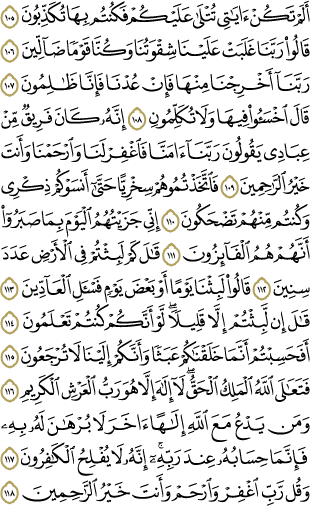 أَلَمْ تَكُنْ ءَايَٰتِى تُتْلَىٰ عَلَيْكُمْ فَكُنتُم بِهَا تُكَذِّبُونَ ١٠٥
قَالُوا۟ رَبَّنَا غَلَبَتْ عَلَيْنَا شِقْوَتُنَا وَكُنَّا قَوْمًا ضَآلِّينَ ١٠٦
رَبَّنَآ أَخْرِجْنَا مِنْهَا فَإِنْ عُدْنَا فَإِنَّا ظَٰلِمُونَ ١٠٧
قَالَ ٱخْسَـُٔوا۟ فِيهَا وَلَا تُكَلِّمُونِ ١٠٨ إِنَّهُۥ كَانَ فَرِيقٌ مِّنْ
عِبَادِى يَقُولُونَ رَبَّنَآ ءَامَنَّا فَٱغْفِرْ لَنَا وَٱرْحَمْنَا وَأَنتَ
خَيْرُ ٱلرَّٰحِمِينَ ١٠٩ فَٱتَّخَذْتُمُوهُمْ سِخْرِيًّا حَتَّىٰٓ أَنسَوْكُمْ ذِكْرِى
وَكُنتُم مِّنْهُمْ تَضْحَكُونَ ١١٠ إِنِّى جَزَيْتُهُمُ ٱلْيَوْمَ بِمَا صَبَرُوٓا۟
أَنَّهُمْ هُمُ ٱلْفَآئِزُونَ ١١١ قَٰلَ كَمْ لَبِثْتُمْ فِى ٱلْأَرْضِ عَدَدَ
سِنِينَ ١١٢ قَالُوا۟ لَبِثْنَا يَوْمًا أَوْ بَعْضَ يَوْمٍ فَسْـَٔلِ ٱلْعَآدِّينَ ١١٣
قَٰلَ إِن لَّبِثْتُمْ إِلَّا قَلِيلًا ۖ لَّوْ أَنَّكُمْ كُنتُمْ تَعْلَمُونَ ١١٤
أَفَحَسِبْتُمْ أَنَّمَا خَلَقْنَٰكُمْ عَبَثًا وَأَنَّكُمْ إِلَيْنَا لَا تُرْجَعُونَ ١١٥
فَتَعَٰلَى ٱللَّهُ ٱلْمَلِكُ ٱلْحَقُّ ۖ لَآ إِلَٰهَ إِلَّا هُوَ رَبُّ ٱلْعَرْشِ ٱلْكَرِيمِ ١١٦
وَمَن يَدْعُ مَعَ ٱللَّهِ إِلَٰهًا ءَاخَرَ لَا بُرْهَٰنَ لَهُۥ بِهِۦ
فَإِنَّمَا حِسَابُهُۥ عِندَ رَبِّهِۦٓ ۚ إِنَّهُۥ لَا يُفْلِحُ ٱلْكَٰفِرُونَ ١١٧
وَقُل رَّبِّ ٱغْفِرْ وَٱرْحَمْ وَأَنتَ خَيْرُ ٱلرَّٰحِمِينَ ١١٨